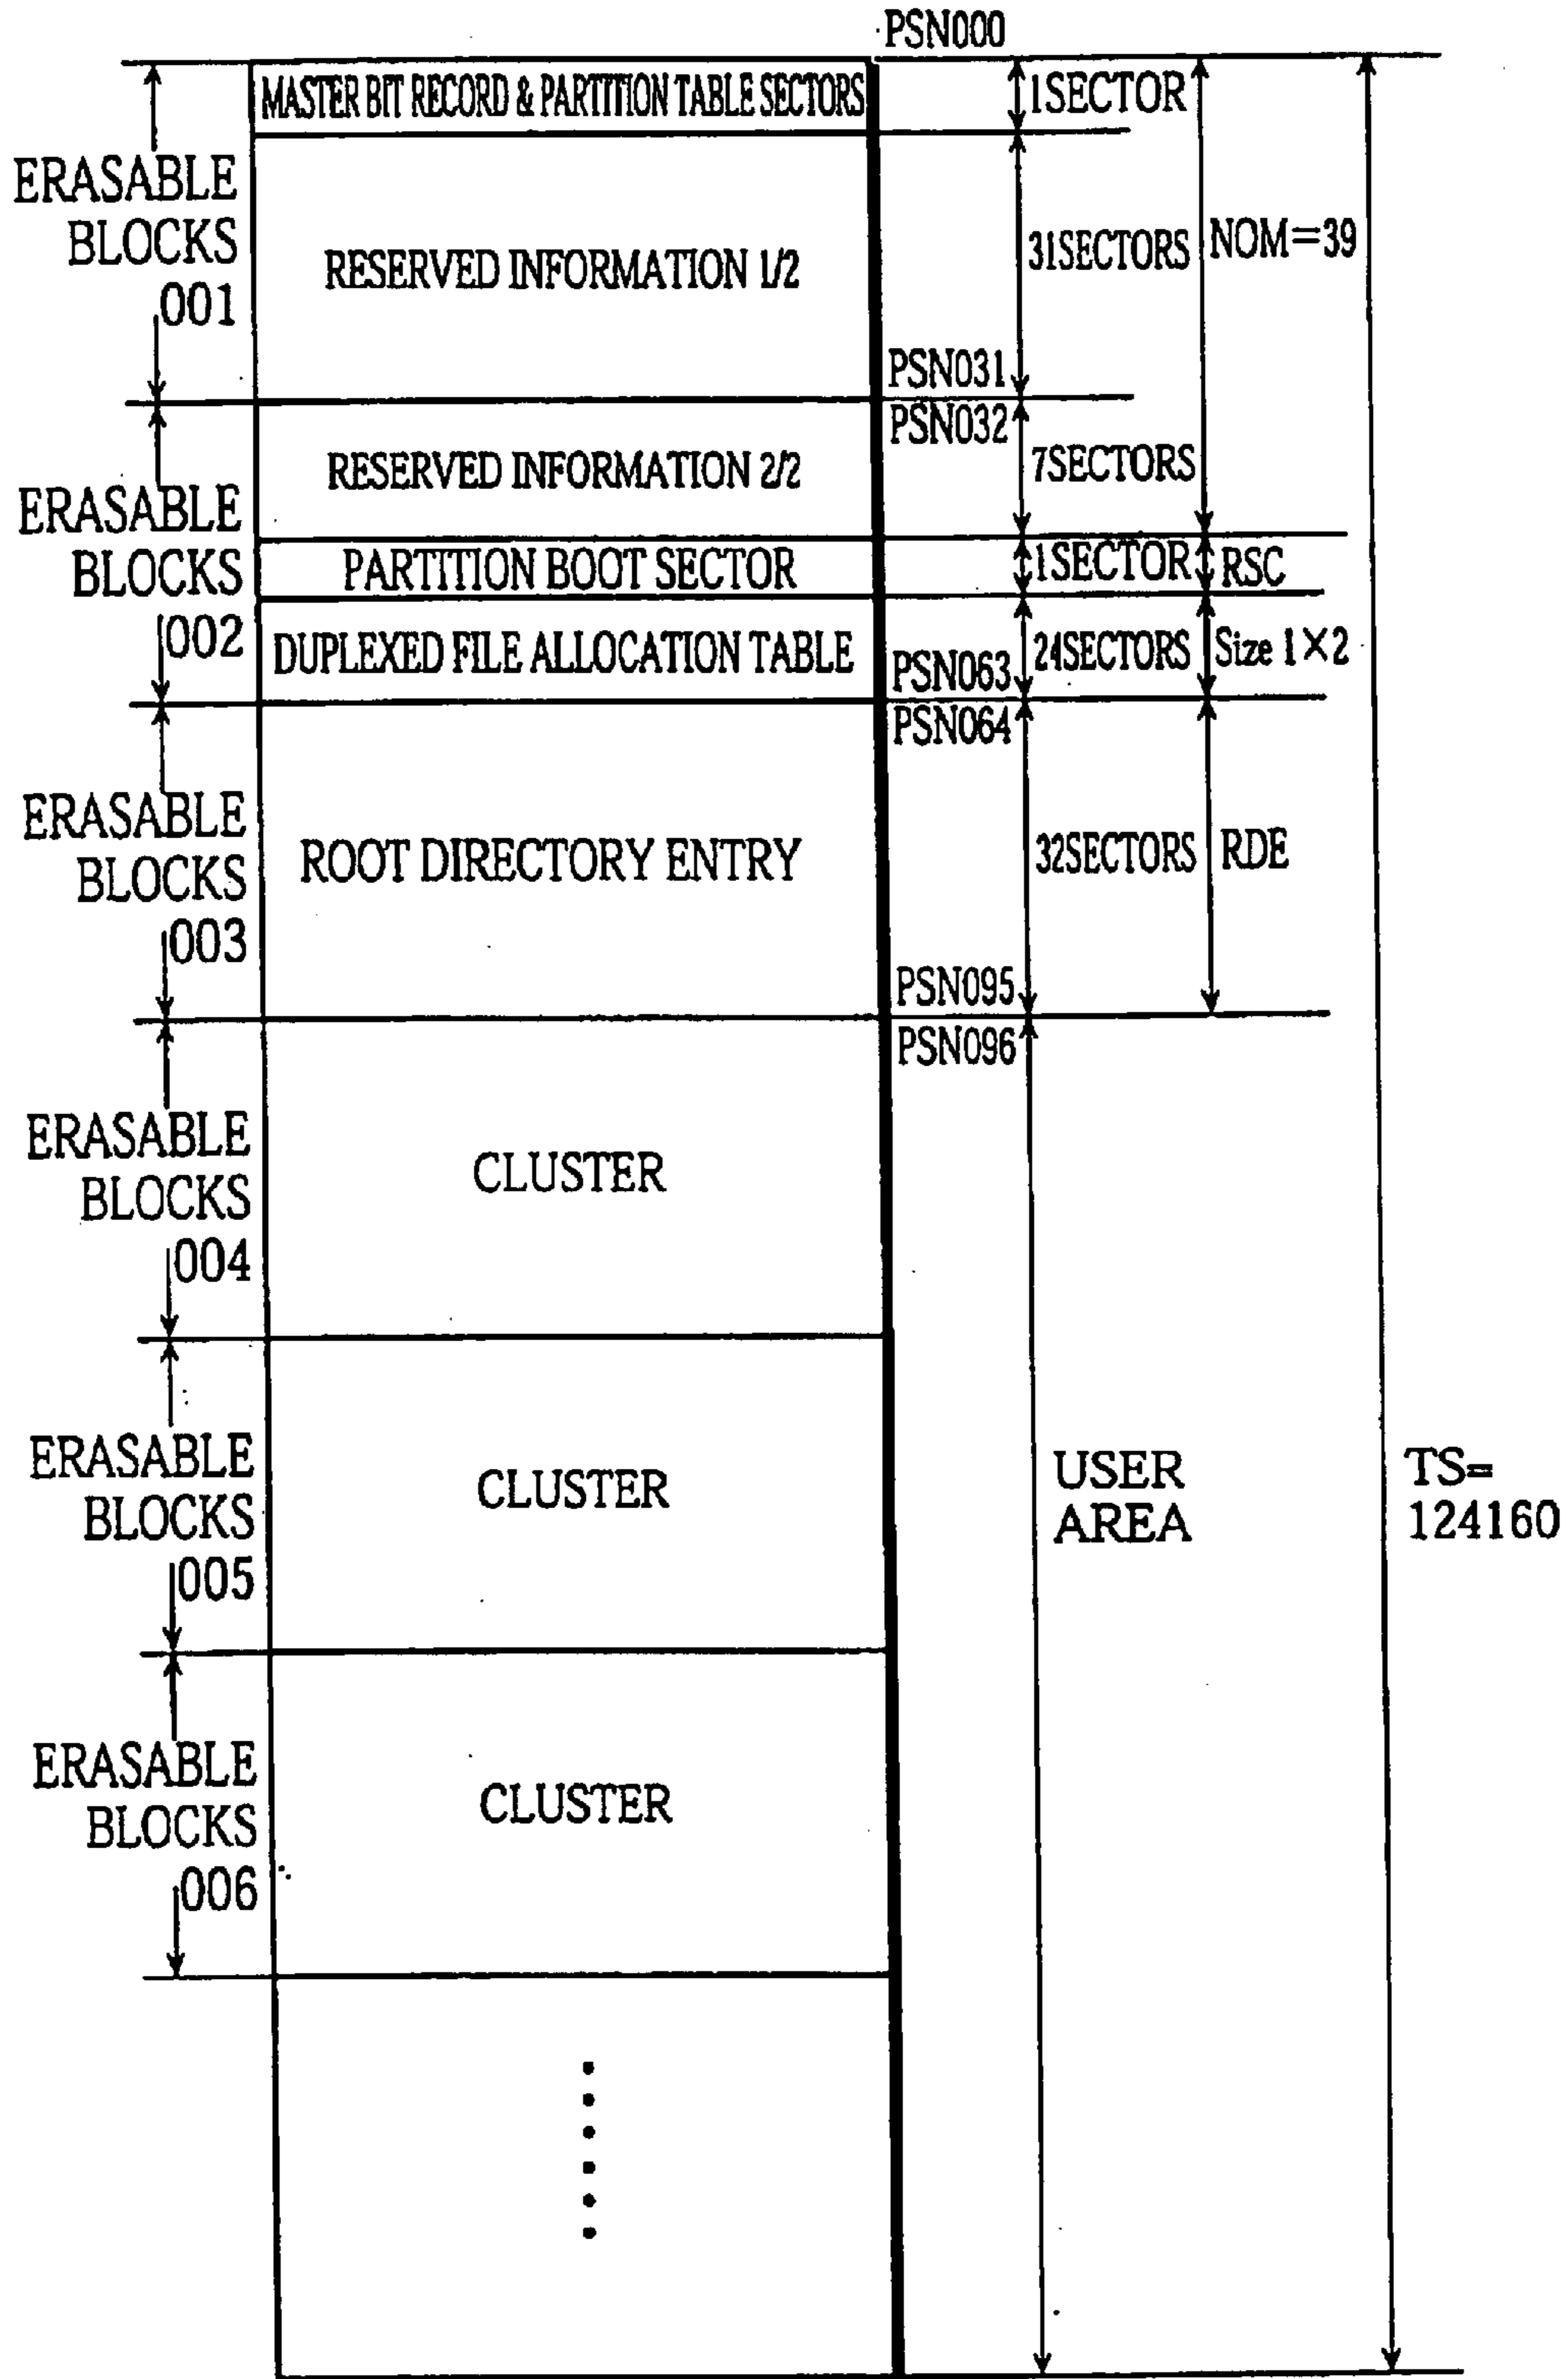 PSN000
MASTER BIT RECORD & PARTITION TABLE SECTORS
1SECTOR
ERASABLE
BLOCKS
001
RESERVED INFORMATION 1/2
31SECTORS
NOM=39
PSN031
PSN032
RESERVED INFORMATION 2/2
7SECTORS
ERASABLE
BLOCKS
002
PARTITION BOOT SECTOR
1SECTOR
RSC
DUPLEXED FILE ALLOCATION TABLE
PSN063
24SECTORS
Size 1×2
PSN064
ERASABLE
BLOCKS
003
ROOT DIRECTORY ENTRY
32SECTORS
RDE
PSN095
PSN096
ERASABLE
BLOCKS
004
CLUSTER
ERASABLE
BLOCKS
005
CLUSTER
USER
AREA
TS=
124160
ERASABLE
BLOCKS
006
CLUSTER